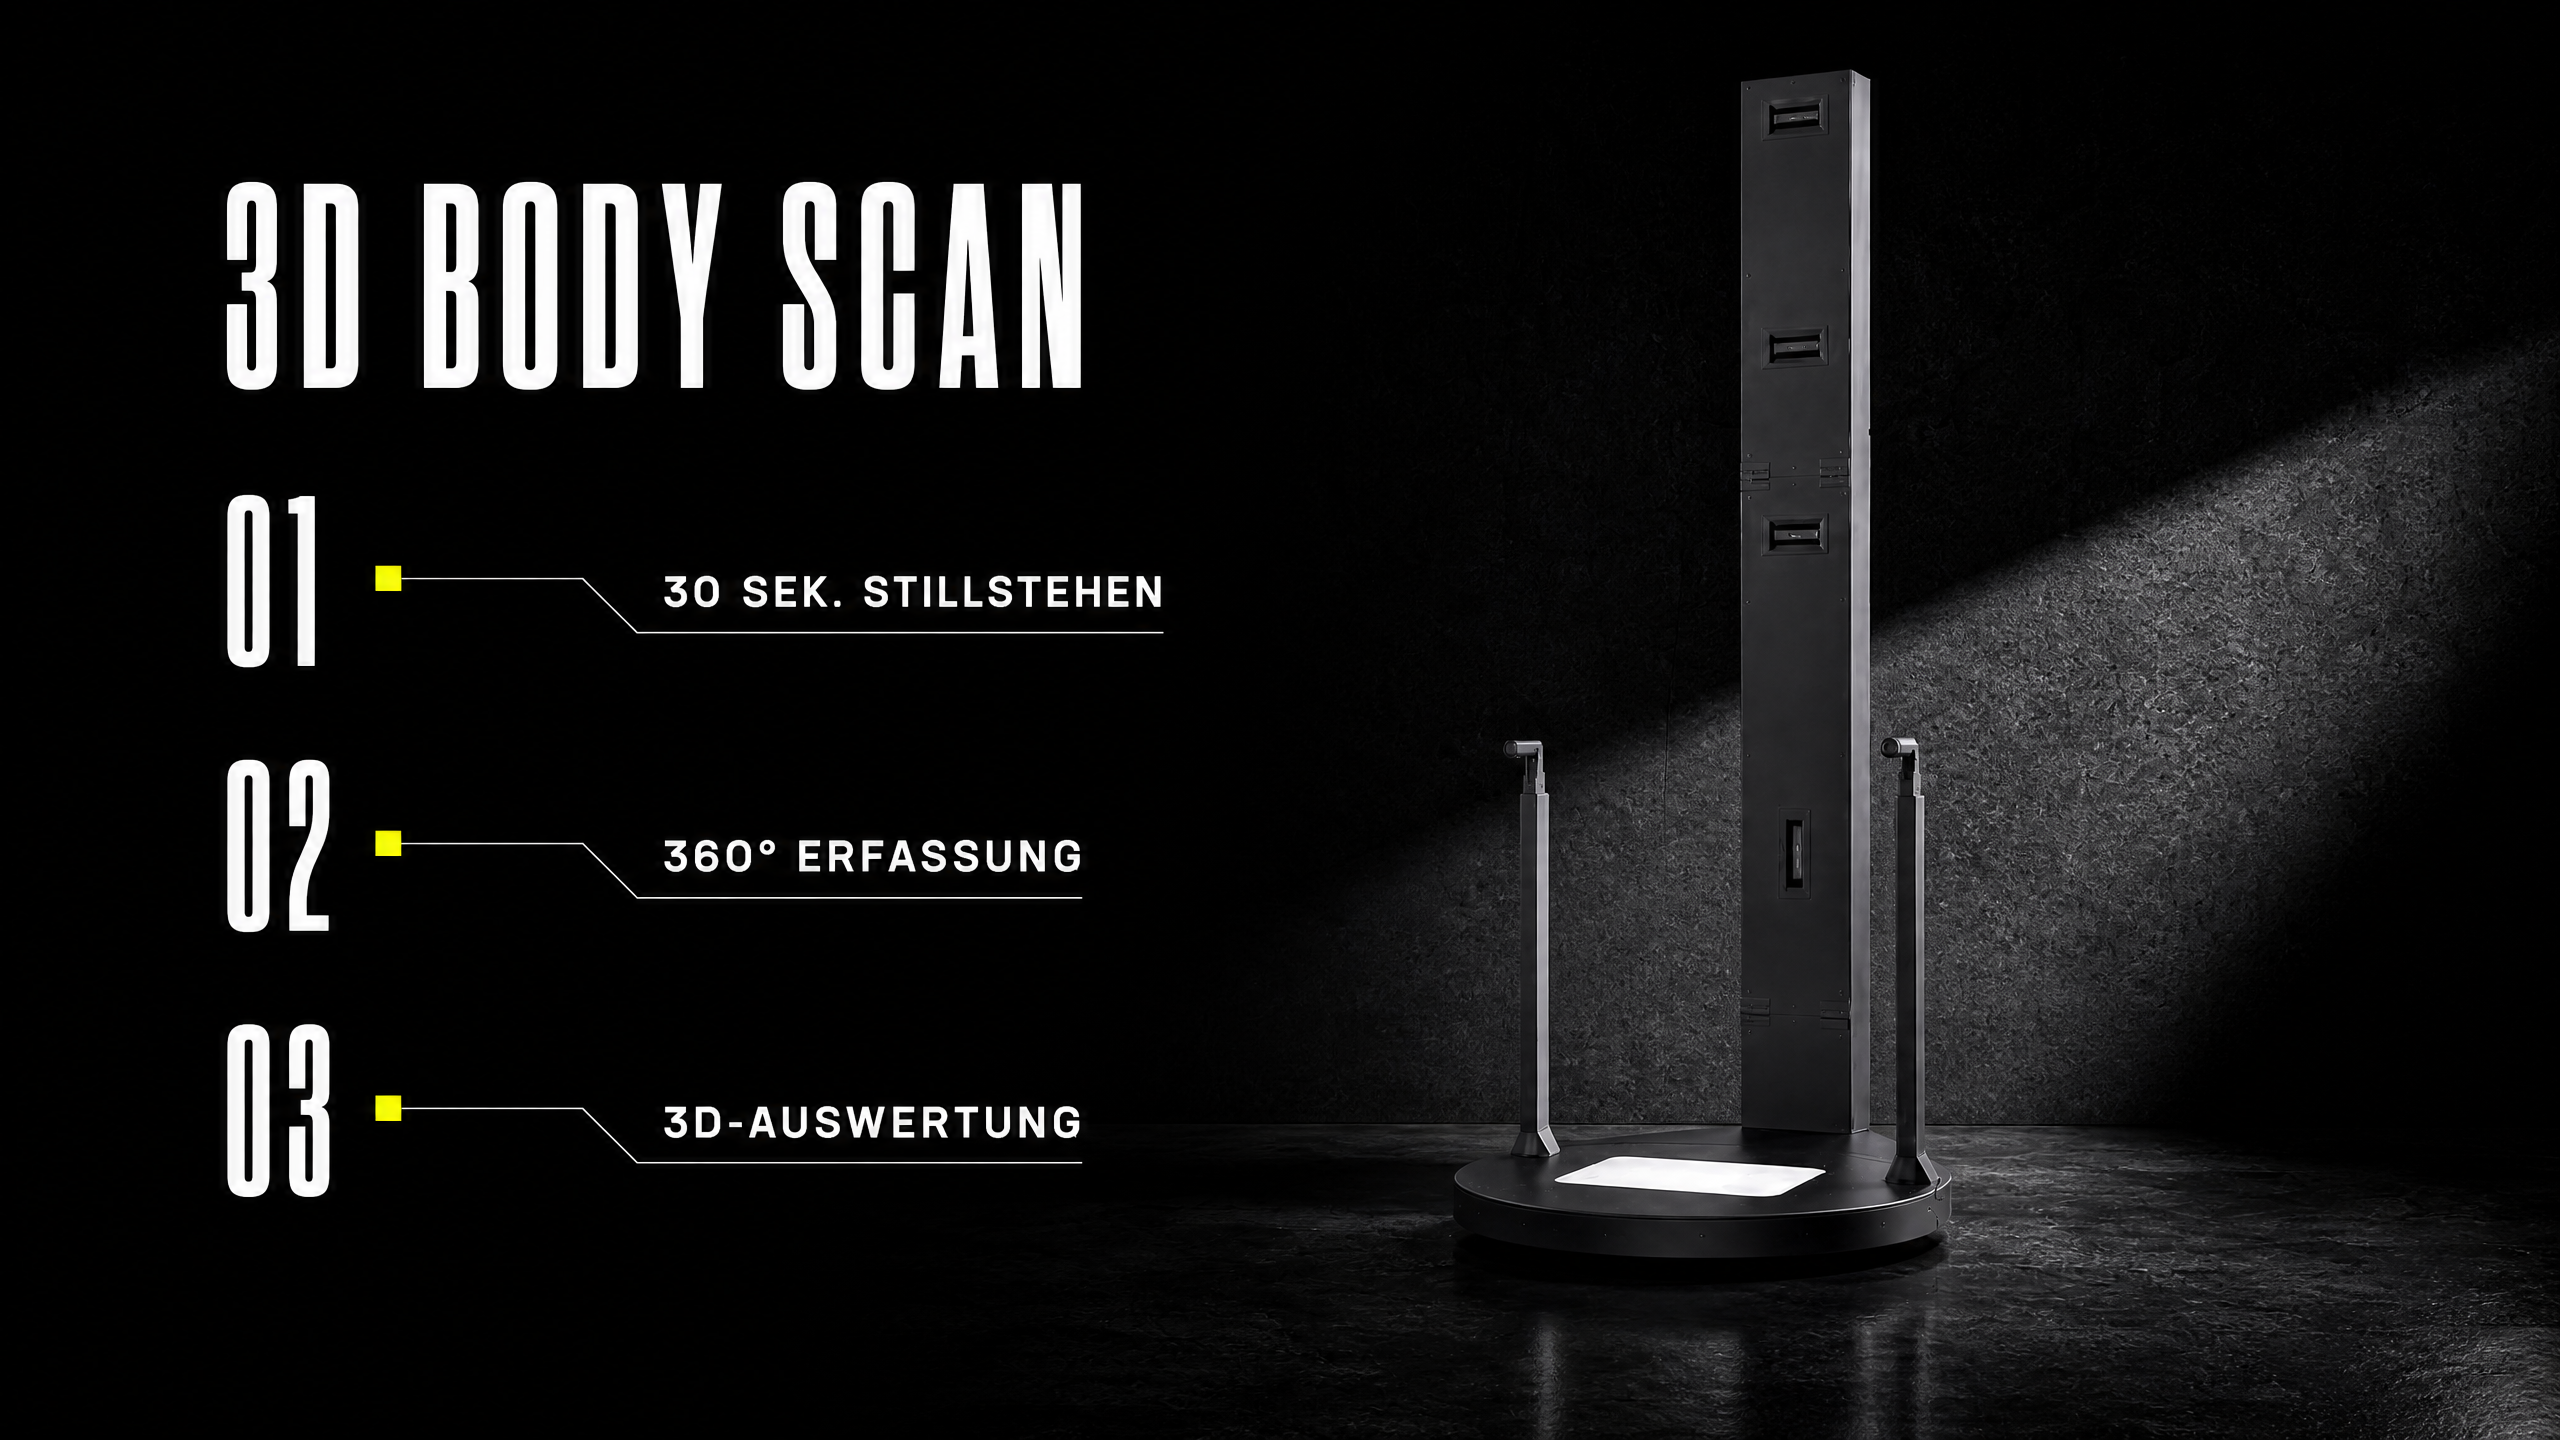 3D BODY SCAN
01
30 SEK. STILLSTEHEN
02
360° ERFASSUNG
03
3D-AUSWERTUNG